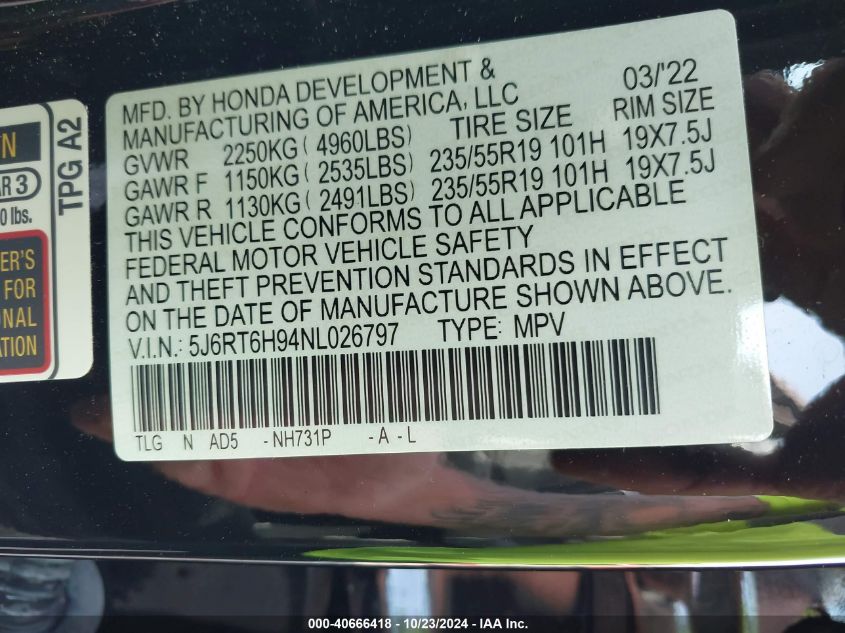 MFD. BY HONDA DEVELOPMENT & 03/'22
MANUFACTURING OF AMERICA, LLC
GVWR 2250KG ( 4960LBS) TIRE SIZE RIM SIZE
GAWR F 1150KG ( 2535LBS) 235/55R19 101H 19X7.5J
GAWR R 1130KG ( 2491LBS) 235/55R19 101H 19X7.5J
THIS VEHICLE CONFORMS TO ALL APPLICABLE
FEDERAL MOTOR VEHICLE SAFETY
AND THEFT PREVENTION STANDARDS IN EFFECT
ON THE DATE OF MANUFACTURE SHOWN ABOVE.
V.I.N.: 5J6RT6H94NL026797 TYPE: MPV
TLG N AD5 -NH731P -A -L
TPG A2
3
lbs.
FOR
000-40666418 - 10/23/2024 - IAA Inc.